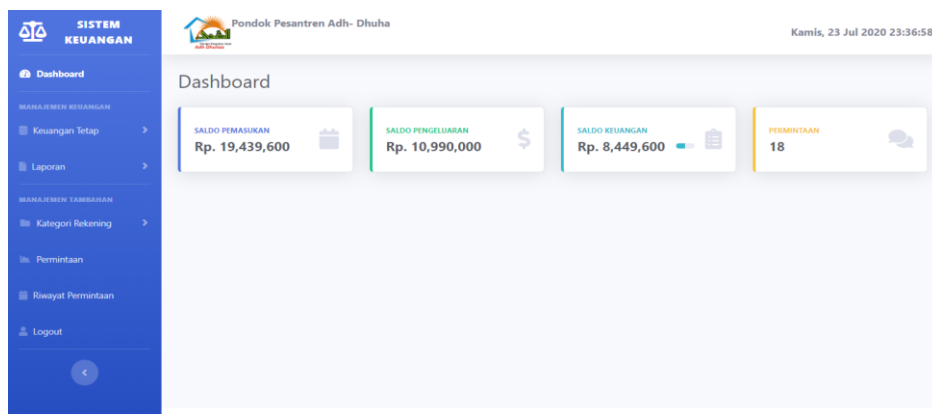 SISTEM
KEUANGAN
Dashboard
MANAJEMEN KEUANGAN
Keuangan Tetap
Laporan
MANAJEMEN TAMBAHAN
Kategori Rekening
Permintaan
Riwayat Permintaan
Logout
Pondok Pesantren Adh- Dhuha
Kamis, 23 Jul 2020 23:36:58
Dashboard
SALDO PEMASUKAN
Rp. 19,439,600
SALDO PENGELUARAN
Rp. 10,990,000
SALDO KEUANGAN
Rp. 8,449,600
PERMINTAAN
18